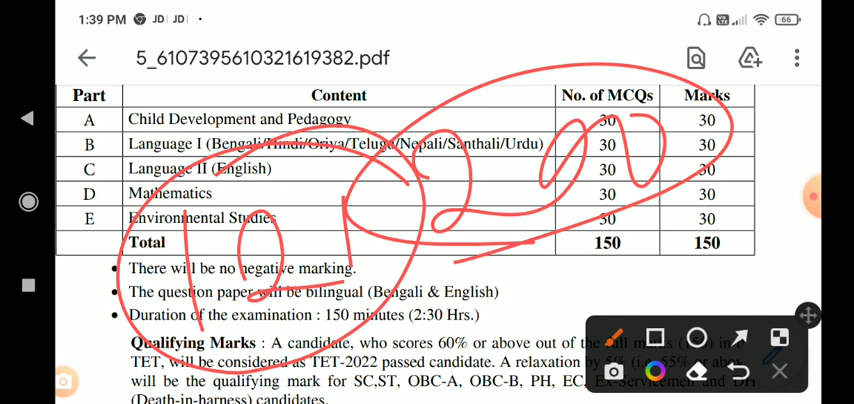 1:39 PM JD JD 66
5_6107395610321619382.pdf
Part Content No. of MCQs Marks
A Child Development and Pedagogy 30 30
B Language I (Bengali/Hindi/Oriya/Telugu/Nepali/Santhali/Urdu) 30 30
C Language II (English) 30 30
D Mathematics 30 30
E Environmental Studies 30 30
Total 150 150
• There will be no negative marking.
• The question paper will be bilingual (Bengali & English)
• Duration of the examination : 150 minutes (2:30 Hrs.)
Qualifying Marks : A candidate, who scores 60% or above out of the full marks (150) in
TET, will be considered as TET-2022 passed candidate. A relaxation by 5% (i.e. 55% or above
will be the qualifying mark for SC,ST, OBC-A, OBC-B, PH, EC, Ex-Servicemen and DH
(Death-in-harness) candidates.